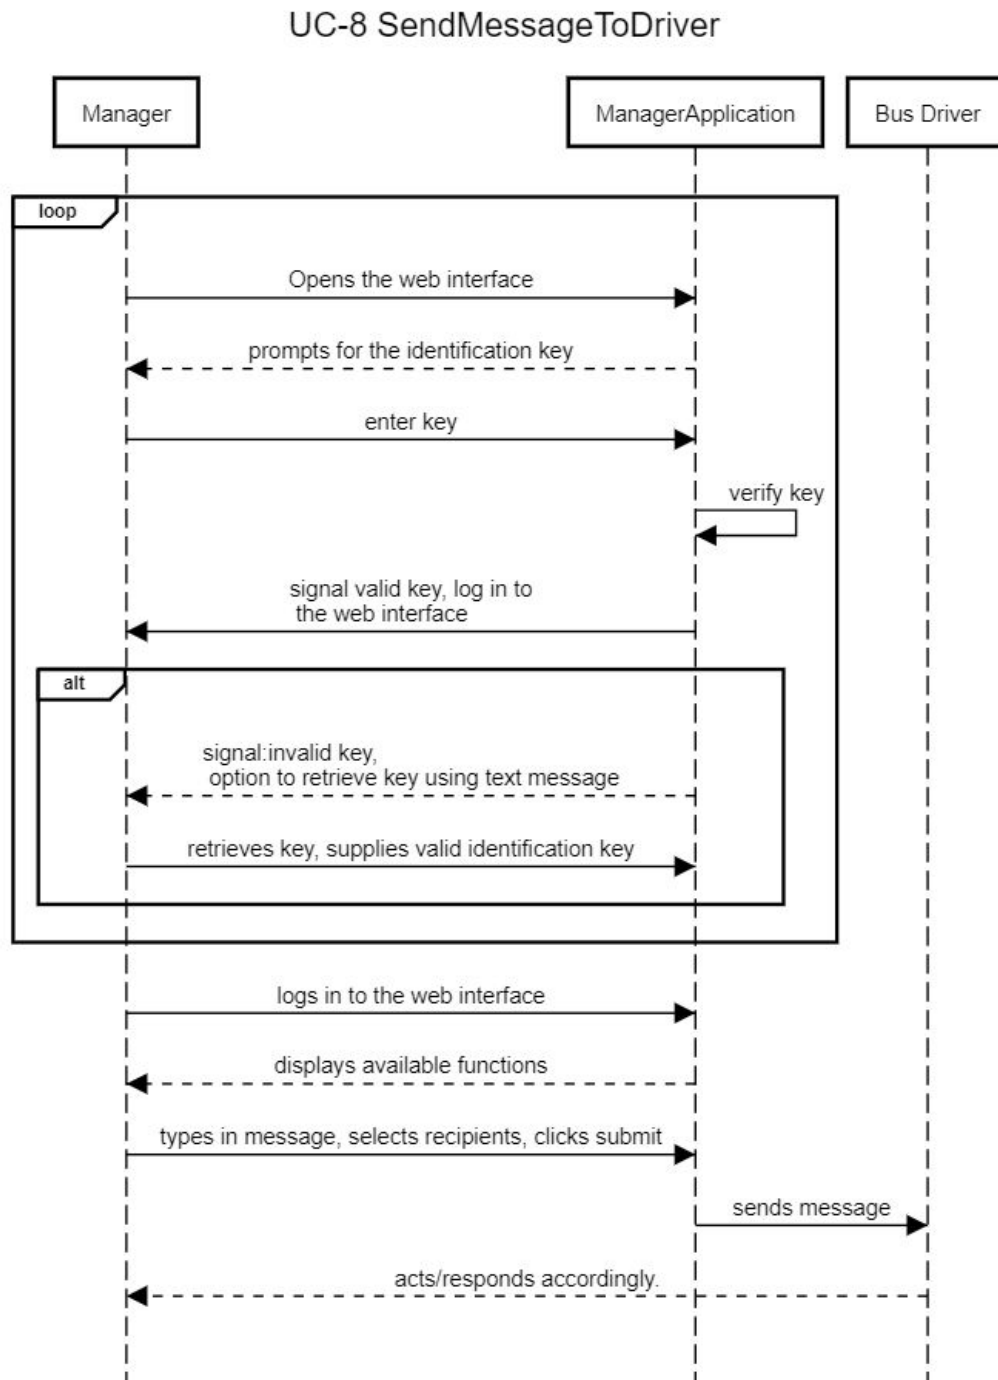 UC-8 SendMessageToDriver
Manager
ManagerApplication
Bus Driver
loop
Opens the web interface
prompts for the identification key
enter key
verify key
signal valid key, log in to
the web interface
alt
signal:invalid key,
option to retrieve key using text message
retrieves key, supplies valid identification key
logs in to the web interface
displays available functions
types in message, selects recipients, clicks submit
sends message
acts/responds accordingly.